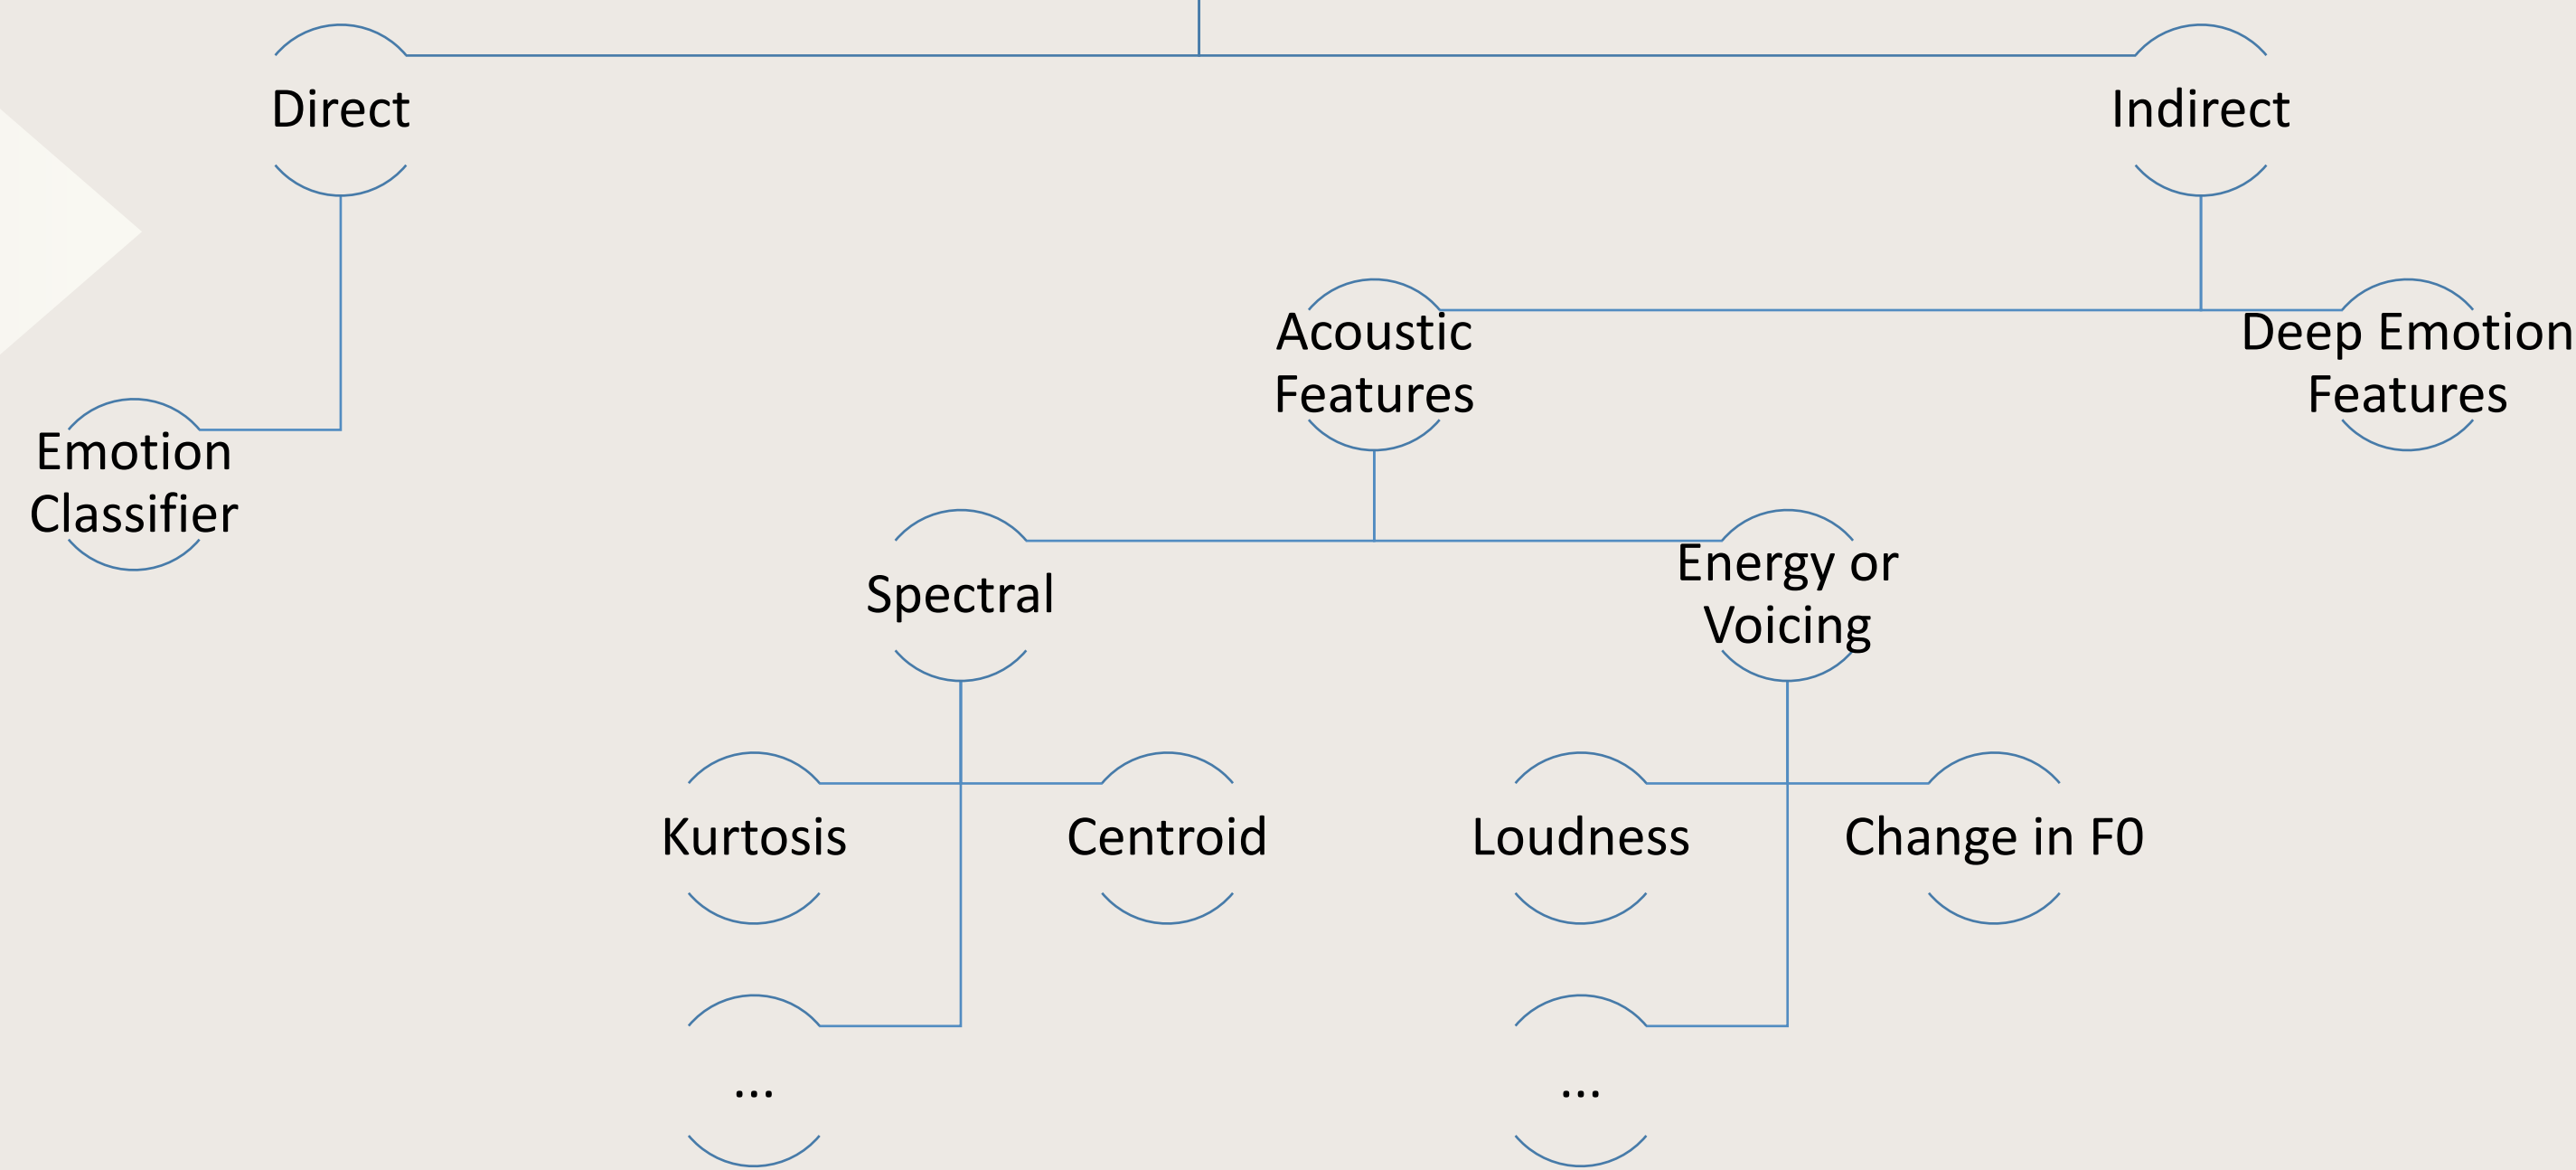 Direct
Indirect
Acoustic
Features
Deep Emotion
Features
Emotion
Classifier
Spectral
Energy or
Voicing
Kurtosis
Centroid
Loudness
Change in F0
...
...